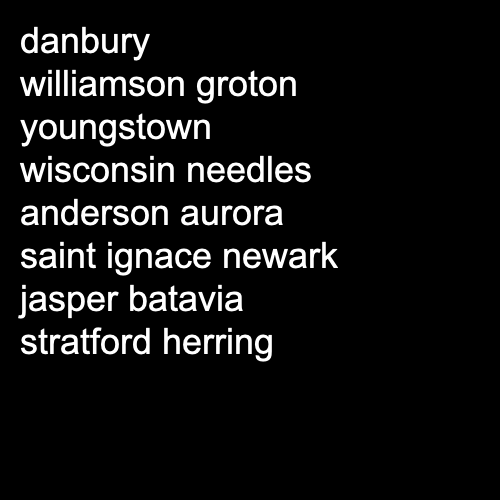 danbury
williamson groton
youngstown
wisconsin needles
anderson aurora
saint ignace newark
jasper batavia
stratford herring